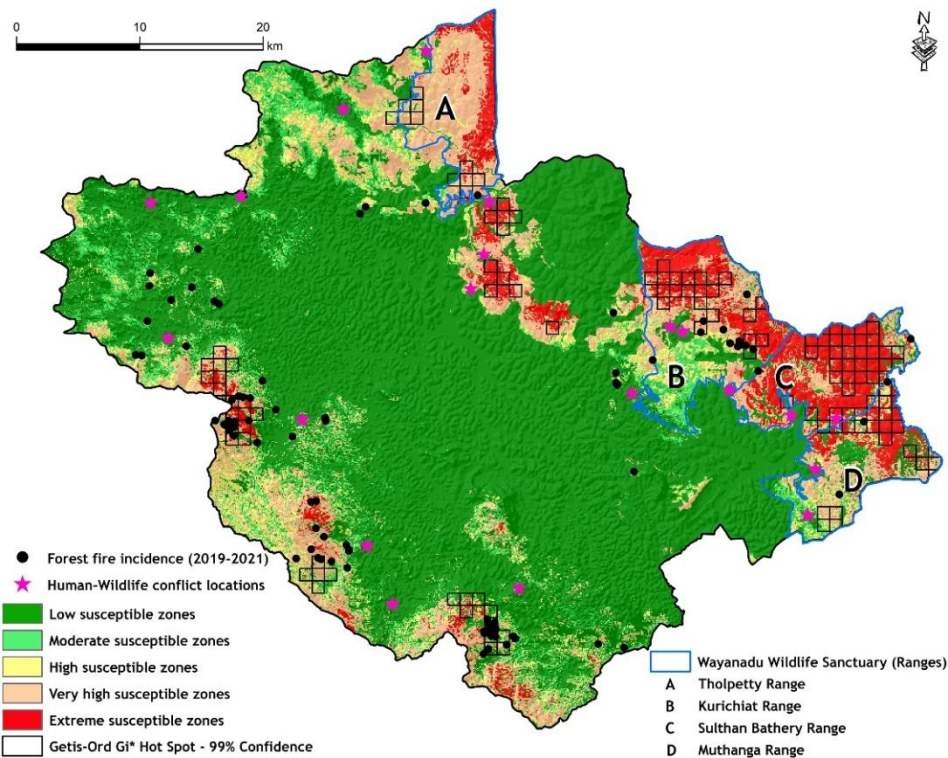 0 10 20
km
N
A
B
C
D
Forest fire incidence (2019-2021)
Human-Wildlife conflict locations
Low susceptible zones
Moderate susceptible zones
High susceptible zones
Very high susceptible zones
Extreme susceptible zones
Getis-Ord Gi* Hot Spot - 99% Confidence
Wayanadu Wildlife Sanctuary (Ranges)
A Tholpetty Range
B Kurichiat Range
C Sulthan Bathery Range
D Muthanga Range